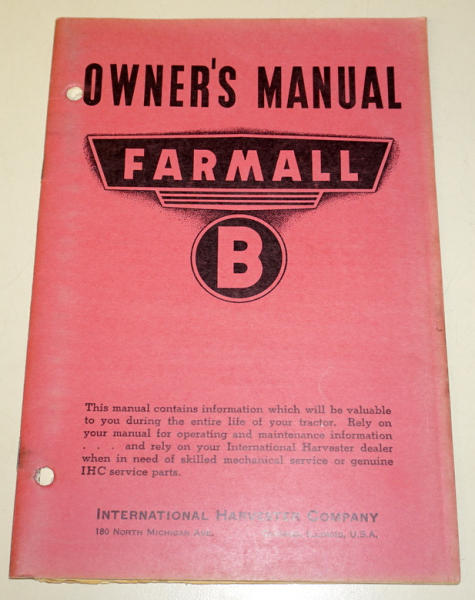 OWNER'S MANUAL
FARMALL
B
This manual contains information which will be valuable
to you during the entire life of your tractor. Rely on
your manual for operating and maintenance information
. . . . and rely on your International Harvester dealer
when in need of skilled mechanical service or genuine
IHC service parts.
INTERNATIONAL HARVESTER COMPANY
180 NORTH MICHIGAN AVE. U.S.A.